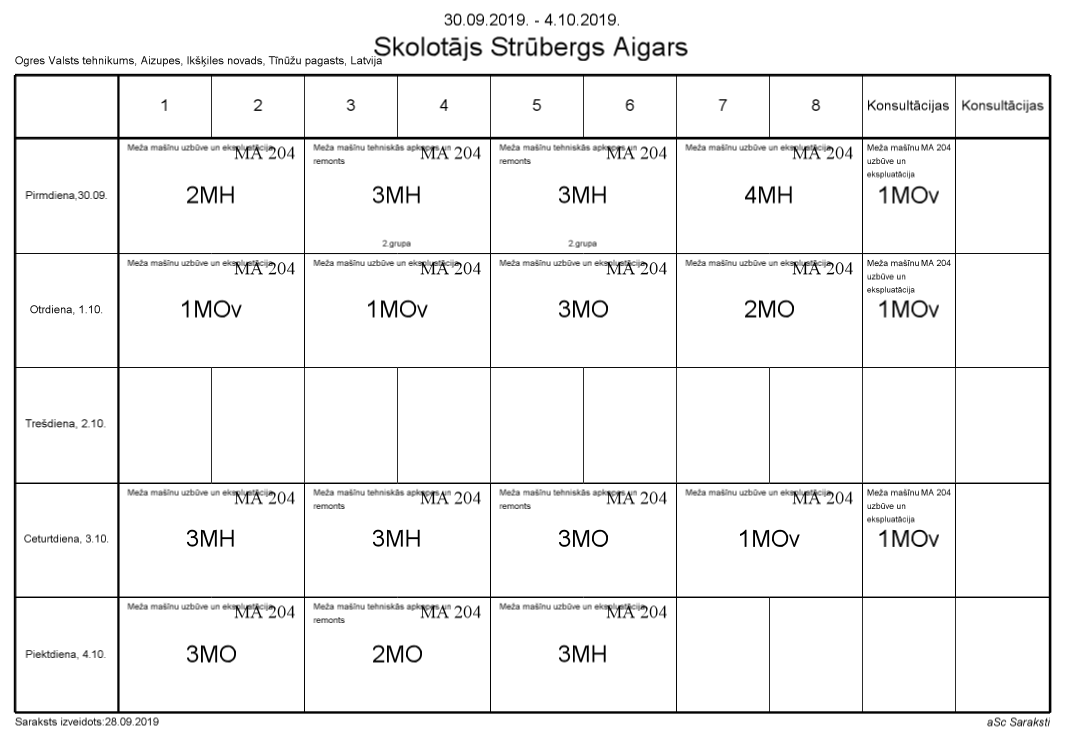 30.09.2019. - 4.10.2019.
Skolotājs Strūbergs Aigars
Ogres Valsts tehnikums, Aizupes, Ikšķiles novads, Tīnūžu pagasts, Latvija
1 2 3 4 5 6 7 8 Konsultācijas Konsultācijas
Pirmdiena,30.09.
Meža mašīnu uzbūve un ekspluatācija
MA 204
2MH
Meža mašīnu tehniskās apkopes un
remonts
MA 204
3MH
2.grupa
Meža mašīnu tehniskās apkopes un
remonts
MA 204
3MH
2.grupa
Meža mašīnu uzbūve un ekspluatācija
MA 204
4MH
Meža mašīnu MA 204
uzbūve un
ekspluatācija
1MOv
Otrdiena, 1.10.
Meža mašīnu uzbūve un ekspluatācija
MA 204
1MOv
Meža mašīnu uzbūve un ekspluatācija
MA 204
1MOv
Meža mašīnu uzbūve un ekspluatācija
MA 204
3MO
Meža mašīnu uzbūve un ekspluatācija
MA 204
2MO
Meža mašīnu MA 204
uzbūve un
ekspluatācija
1MOv
Trešdiena, 2.10.
Ceturtdiena, 3.10.
Meža mašīnu uzbūve un ekspluatācija
MA 204
3MH
Meža mašīnu tehniskās apkopes un
remonts
MA 204
3MH
Meža mašīnu tehniskās apkopes un
remonts
MA 204
3MO
Meža mašīnu uzbūve un ekspluatācija
MA 204
1MOv
Meža mašīnu MA 204
uzbūve un
ekspluatācija
1MOv
Piektdiena, 4.10.
Meža mašīnu uzbūve un ekspluatācija
MA 204
3MO
Meža mašīnu tehniskās apkopes un
remonts
MA 204
2MO
Meža mašīnu uzbūve un ekspluatācija
MA 204
3MH
Saraksts izveidots:28.09.2019
aSc Saraksti